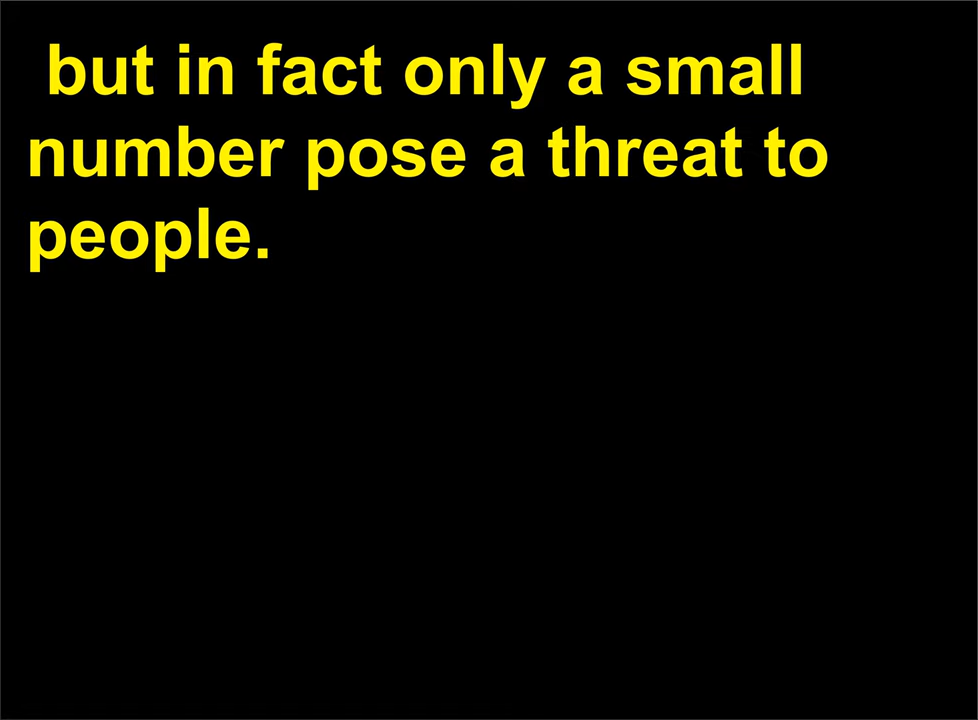 but in fact only a small
number pose a threat to
people.